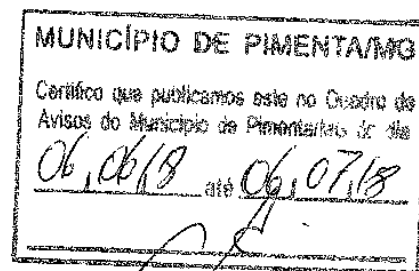 MUNICÍPIO DE PIMENTA/MG
Certifico que publicamos este no Quadro de
Avisos do Município de Pimenta/MG de dia
06,06/18 até 06,07,18